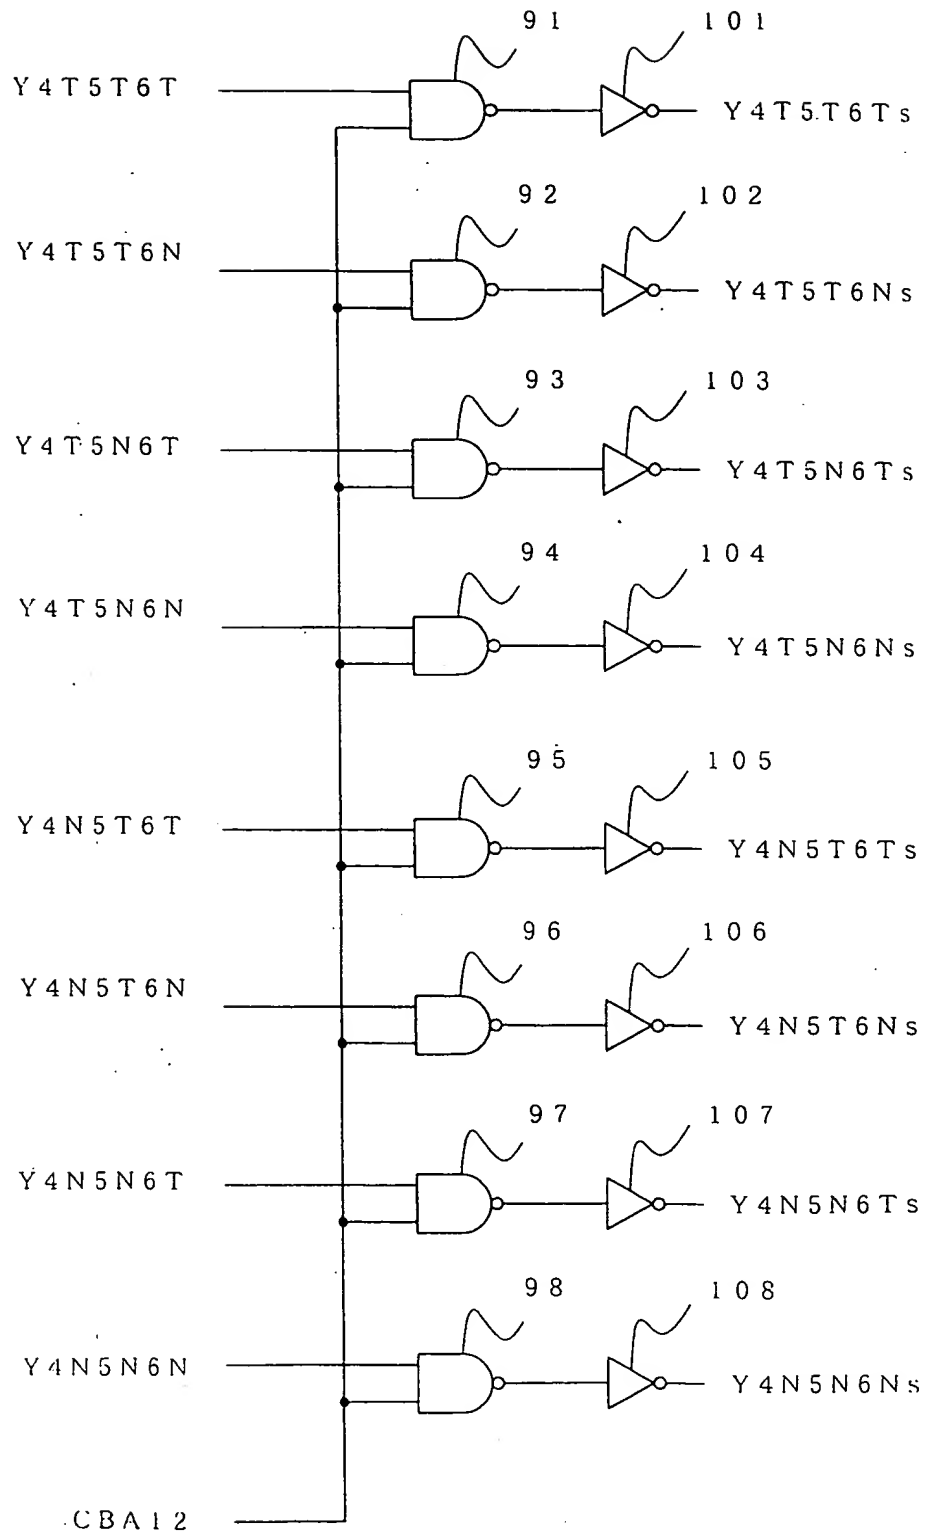 91
101
Y4T5T6T
Y4T5T6Ts
92
102
Y4T5T6N
Y4T5T6Ns
93
103
Y4T5N6T
Y4T5N6Ts
94
104
Y4T5N6N
Y4T5N6Ns
95
105
Y4N5T6T
Y4N5T6Ts
96
106
Y4N5T6N
Y4N5T6Ns
97
107
Y4N5N6T
Y4N5N6Ts
98
108
Y4N5N6N
Y4N5N6Ns
CBA12